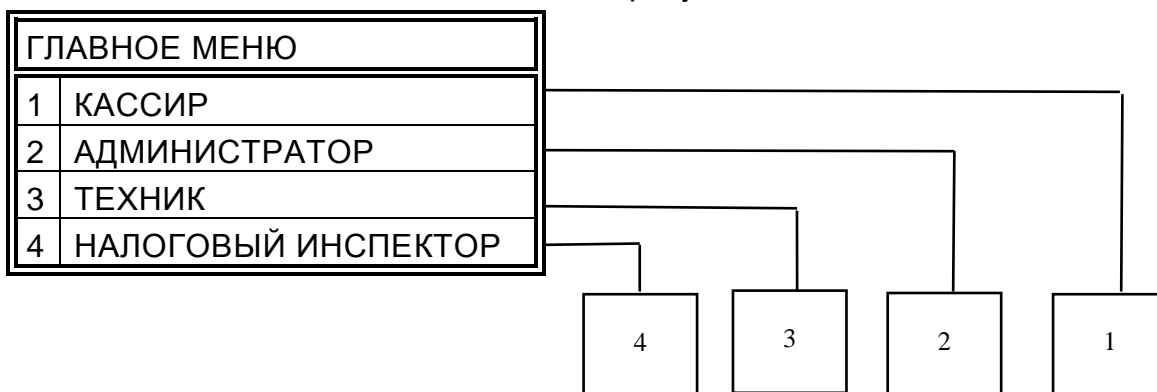 ГЛАВНОЕ МЕНЮ
1 КАССИР
2 АДМИНИСТРАТОР
3 ТЕХНИК
4 НАЛОГОВЫЙ ИНСПЕКТОР
4 3 2 1